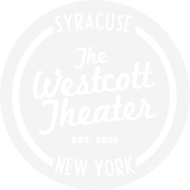 SYRACUSE
The
Westcott
Theater
EST. 2008
NEW YORK